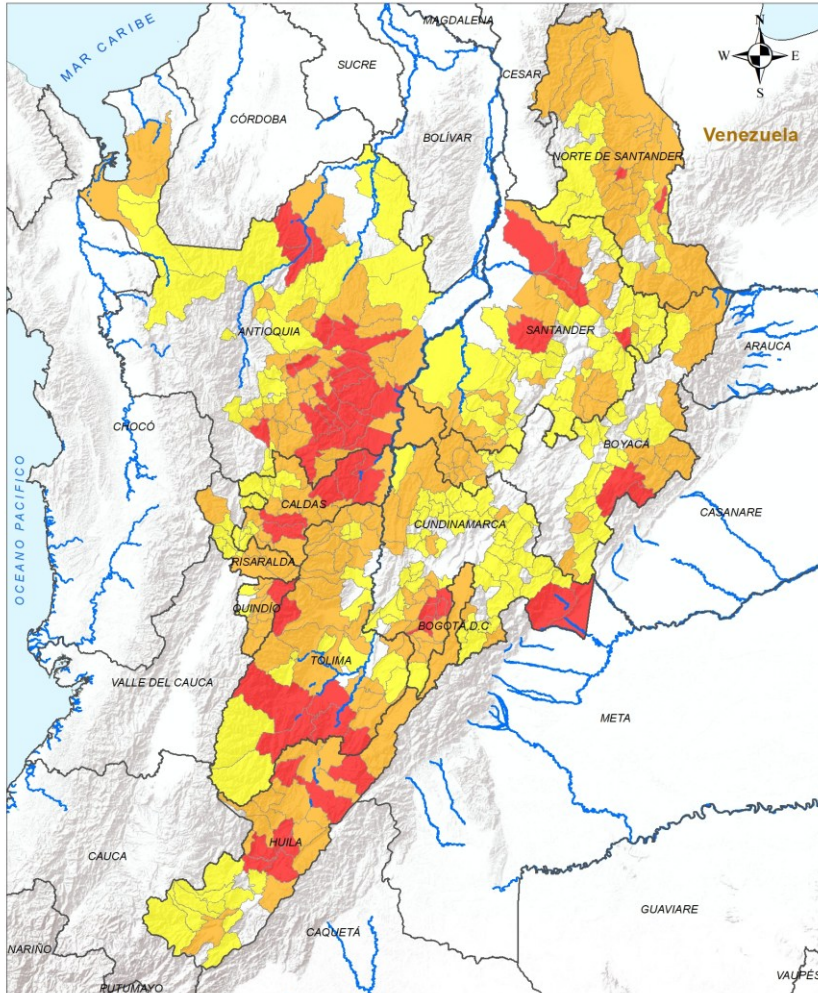 MAGDALENA
N
MAR CARIBE
SUCRE
CESAR
W
E
S
CÓRDOBA
BOLÍVAR
Venezuela
NORTE DE SANTANDER
ANTIOQUIA
SANTANDER
ARAUCA
CHOCÓ
BOYACÁ
OCEANO PACIFICO
CALDAS
CUNDINAMARCA
CASANARE
RISARALDA
QUINDÍO
BOGOTÁ, D.C
TOLIMA
VALLE DEL CAUCA
META
HUILA
CAUCA
GUAVIARE
CAQUETÁ
NARIÑO
PUTUMAYO
VAUPÉS